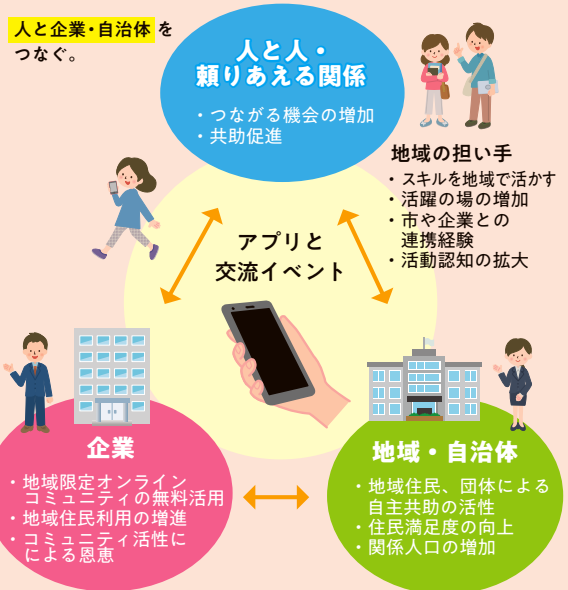 人と企業・自治体を
つなぐ。
人と人・
頼りあえる関係
・つながる機会の増加
・共助促進
地域の担い手
・スキルを地域で活かす
・活躍の場の増加
・市や企業との
連携経験
・活動認知の拡大
アプリと
交流イベント
企業
・地域限定オンライン
コミュニティの無料活用
・地域住民利用の増進
・コミュニティ活性に
による恩恵
地域・自治体
・地域住民、団体による
自主共助の活性
・住民満足度の向上
・関係人口の増加